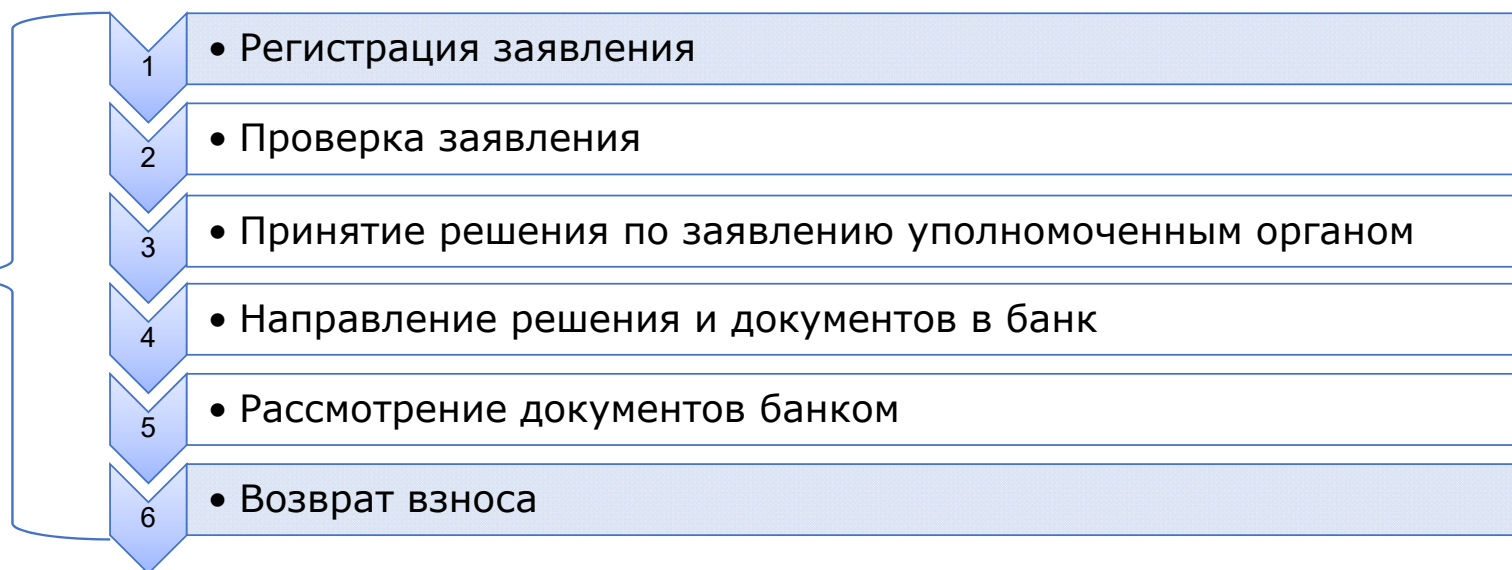 1 • Регистрация заявления
2 • Проверка заявления
3 • Принятие решения по заявлению уполномоченным органом
4 • Направление решения и документов в банк
5 • Рассмотрение документов банком
6 • Возврат взноса